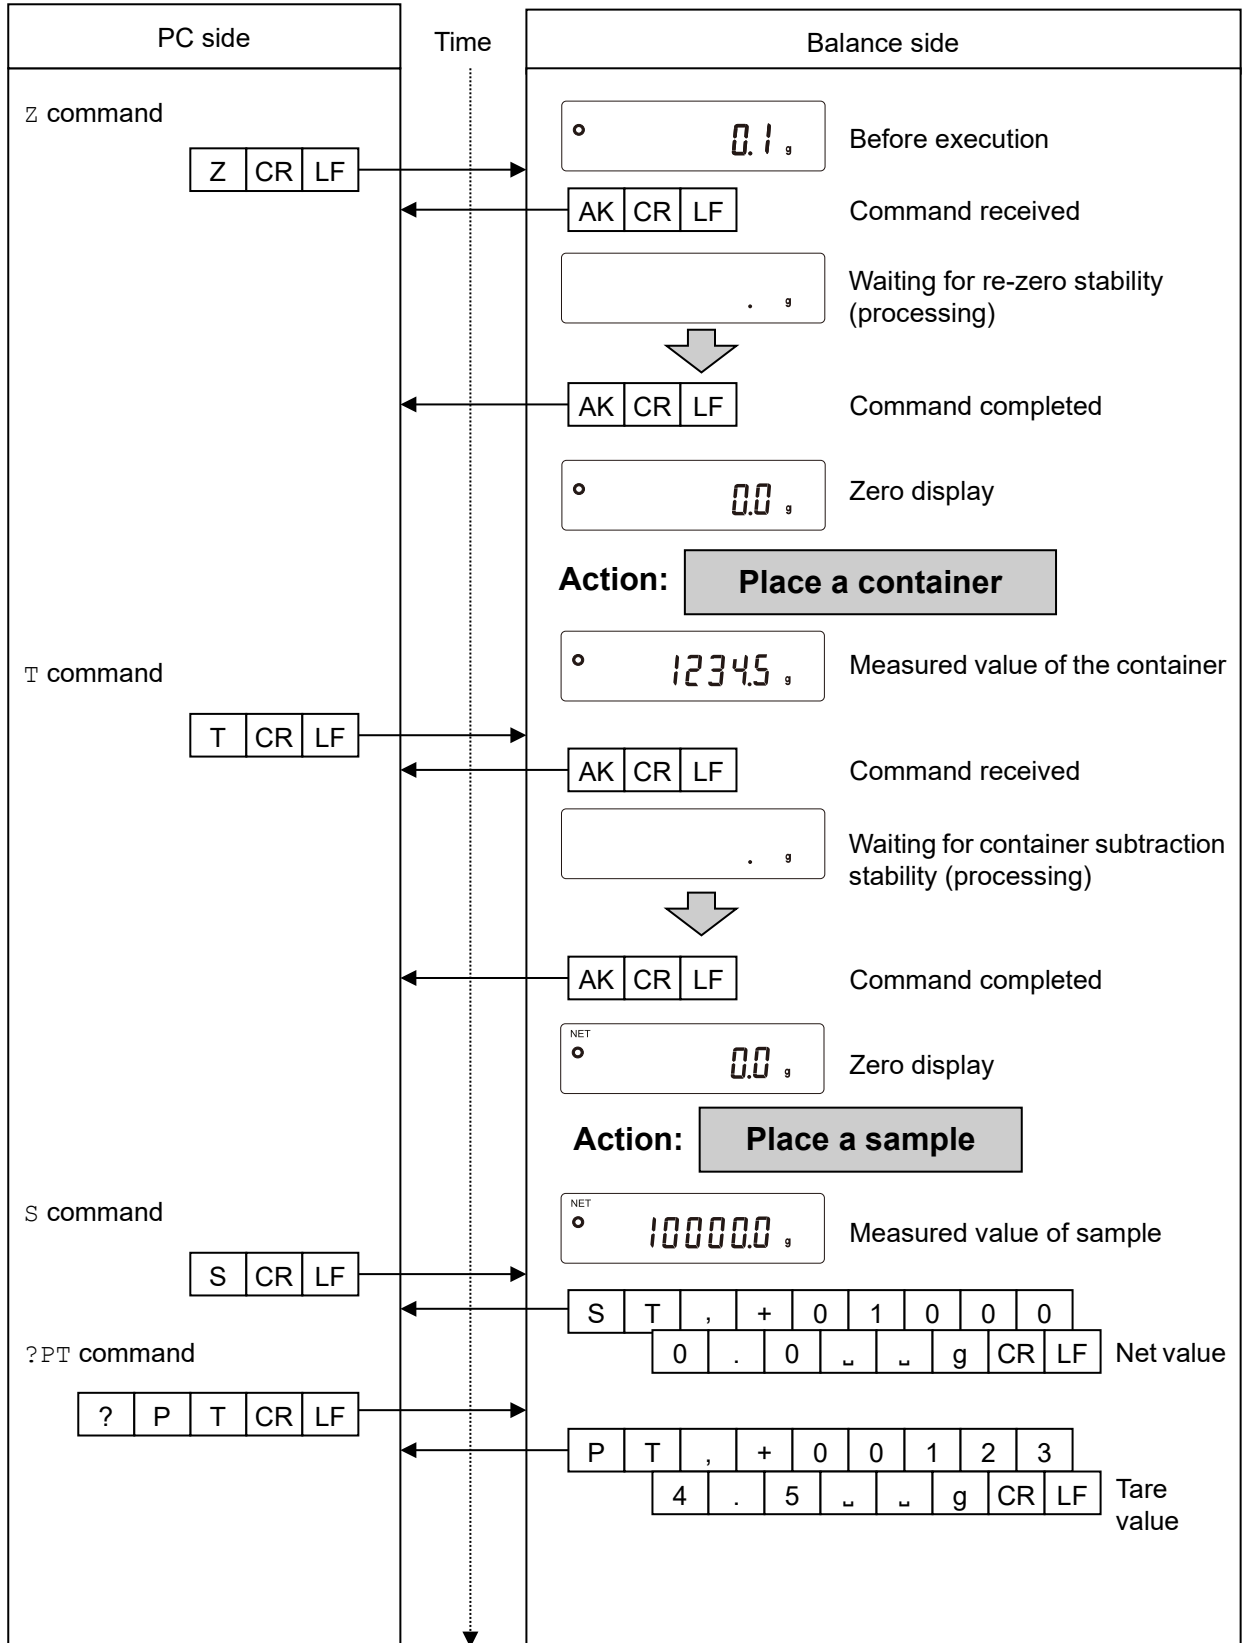 PC side
Time
Balance side
Z command
0.1 g
Before execution
Z CR LF
AK CR LF
Command received
. g
Waiting for re-zero stability
(processing)
AK CR LF
Command completed
0.0 g
Zero display
Action:
Place a container
T command
1234.5 g
Measured value of the container
T CR LF
AK CR LF
Command received
. g
Waiting for container subtraction
stability (processing)
AK CR LF
Command completed
NET
0.0 g
Zero display
Action:
Place a sample
S command
NET
10000.0 g
Measured value of sample
S CR LF
S T , + 0 1 0 0 0
0 . 0 ␣ ␣ g CR LF
Net value
?PT command
? P T CR LF
P T , + 0 0 1 2 3
4 . 5 ␣ ␣ g CR LF
Tare
value